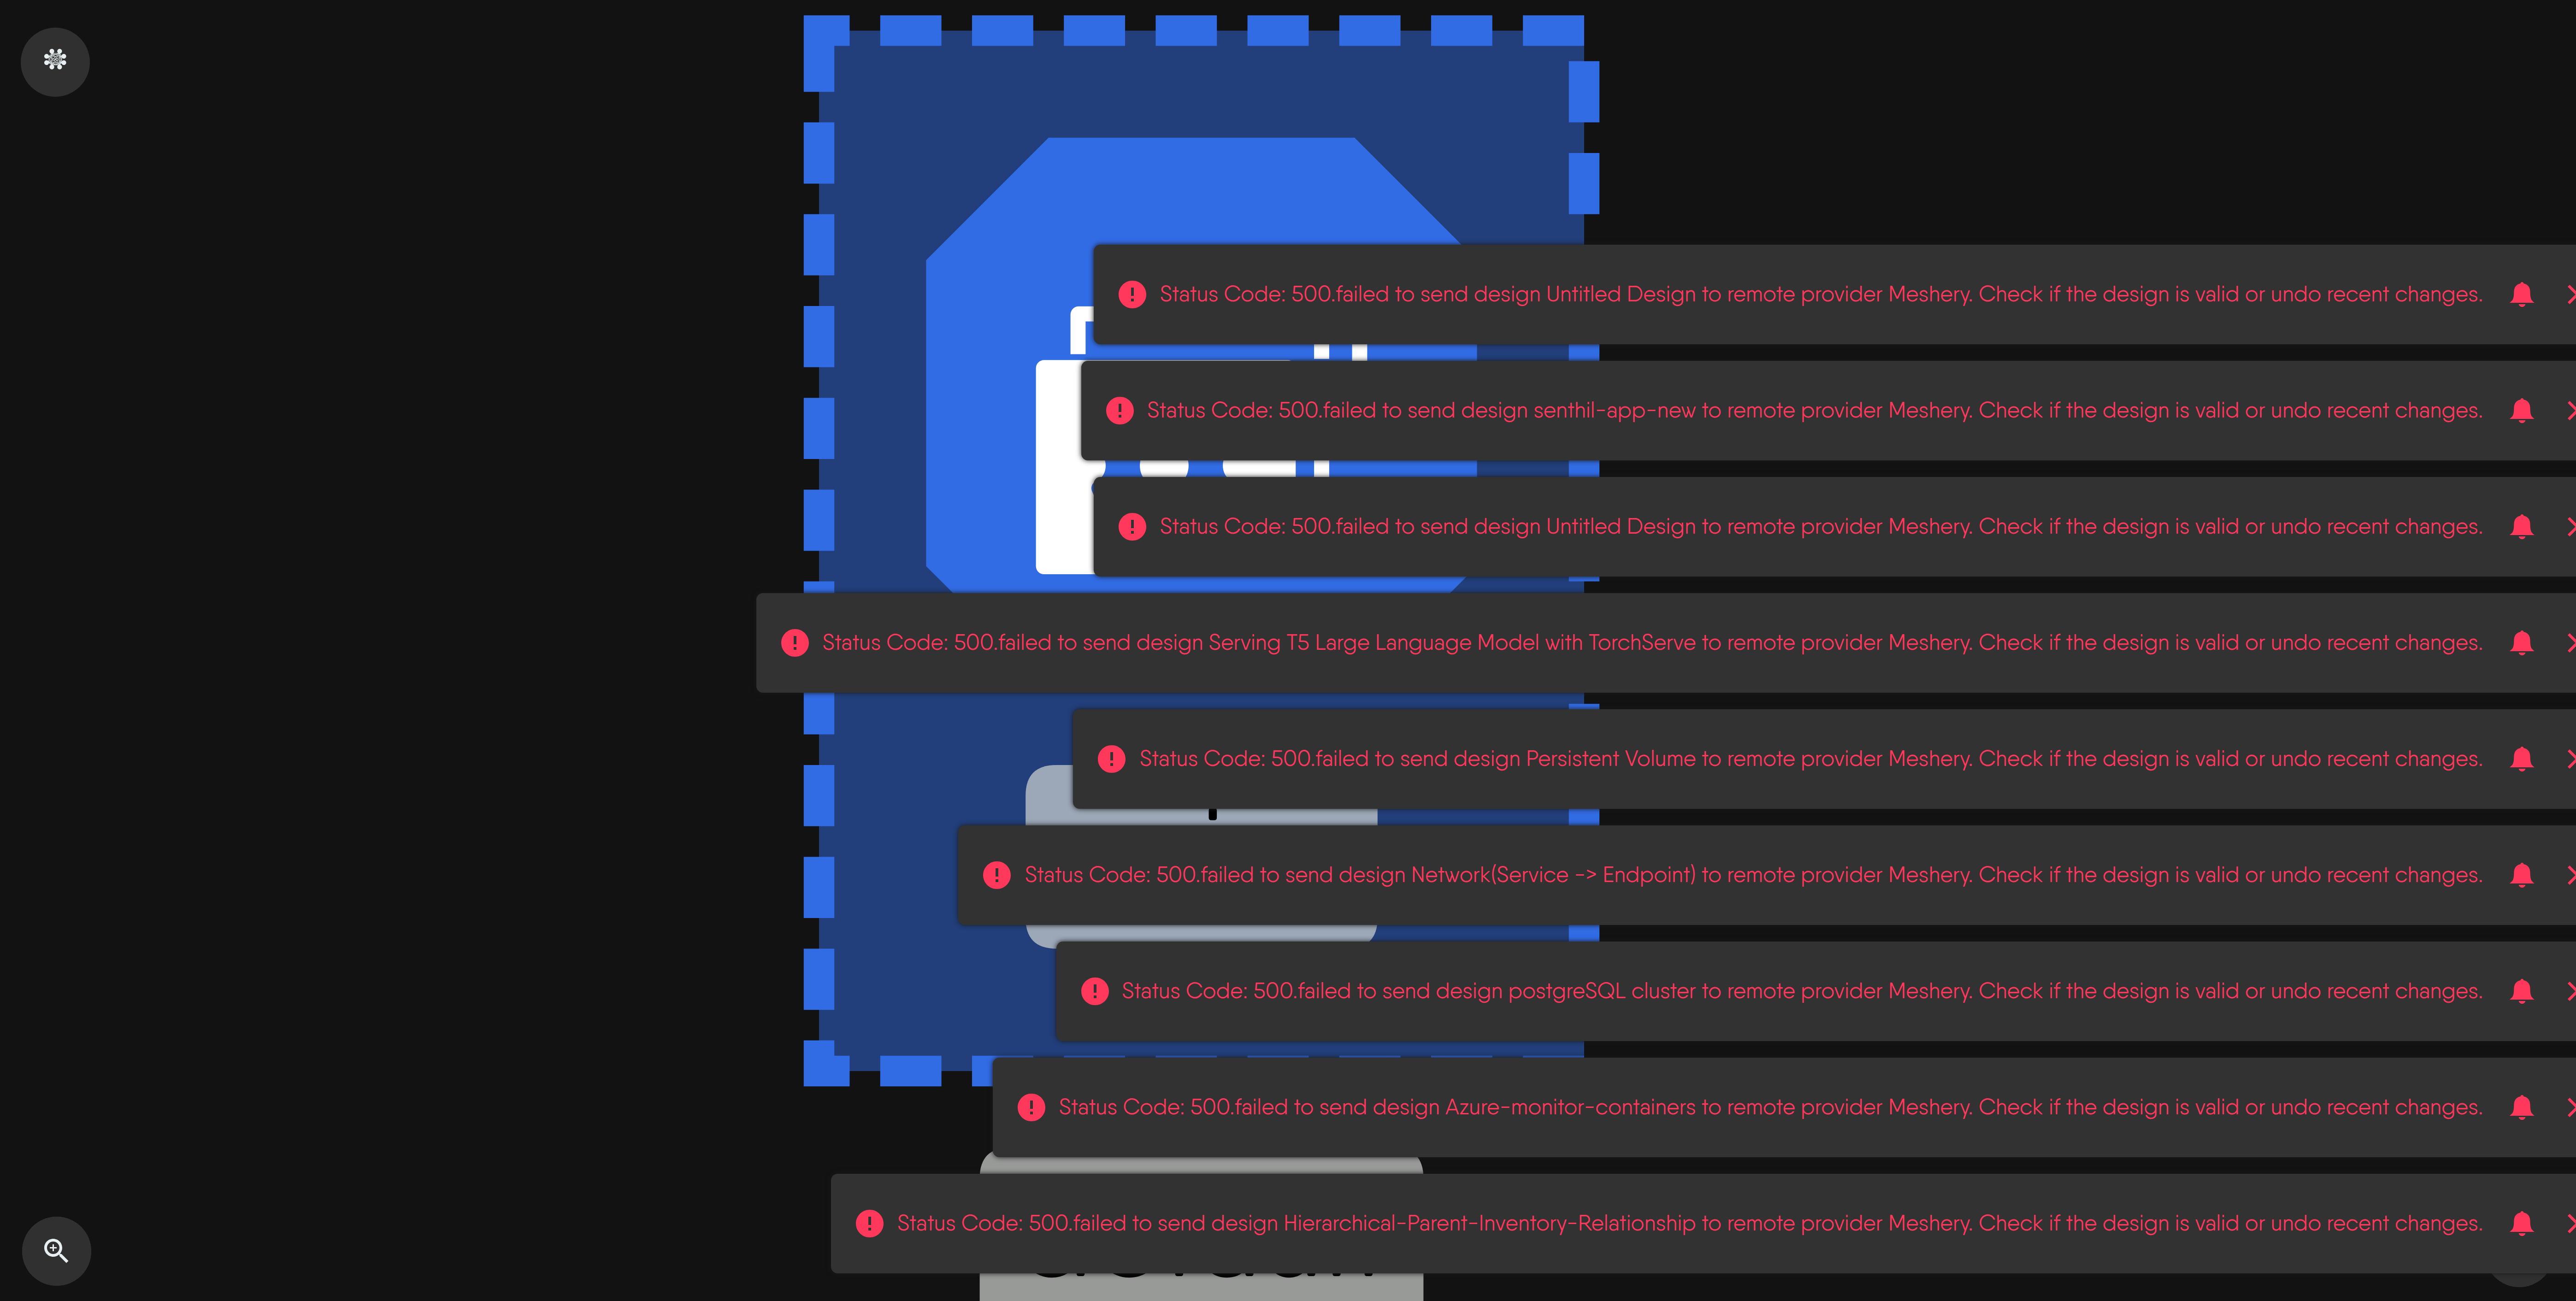 Status Code: 500.failed to send design Untitled Design to remote provider Meshery. Check if the design is valid or undo recent changes.
Status Code: 500.failed to send design senthil-app-new to remote provider Meshery. Check if the design is valid or undo recent changes.
Status Code: 500.failed to send design Untitled Design to remote provider Meshery. Check if the design is valid or undo recent changes.
Status Code: 500.failed to send design Serving T5 Large Language Model with TorchServe to remote provider Meshery. Check if the design is valid or undo recent changes.
Status Code: 500.failed to send design Persistent Volume to remote provider Meshery. Check if the design is valid or undo recent changes.
Status Code: 500.failed to send design Network(Service -> Endpoint) to remote provider Meshery. Check if the design is valid or undo recent changes.
Status Code: 500.failed to send design postgreSQL cluster to remote provider Meshery. Check if the design is valid or undo recent changes.
Status Code: 500.failed to send design Azure-monitor-containers to remote provider Meshery. Check if the design is valid or undo recent changes.
Status Code: 500.failed to send design Hierarchical-Parent-Inventory-Relationship to remote provider Meshery. Check if the design is valid or undo recent changes.